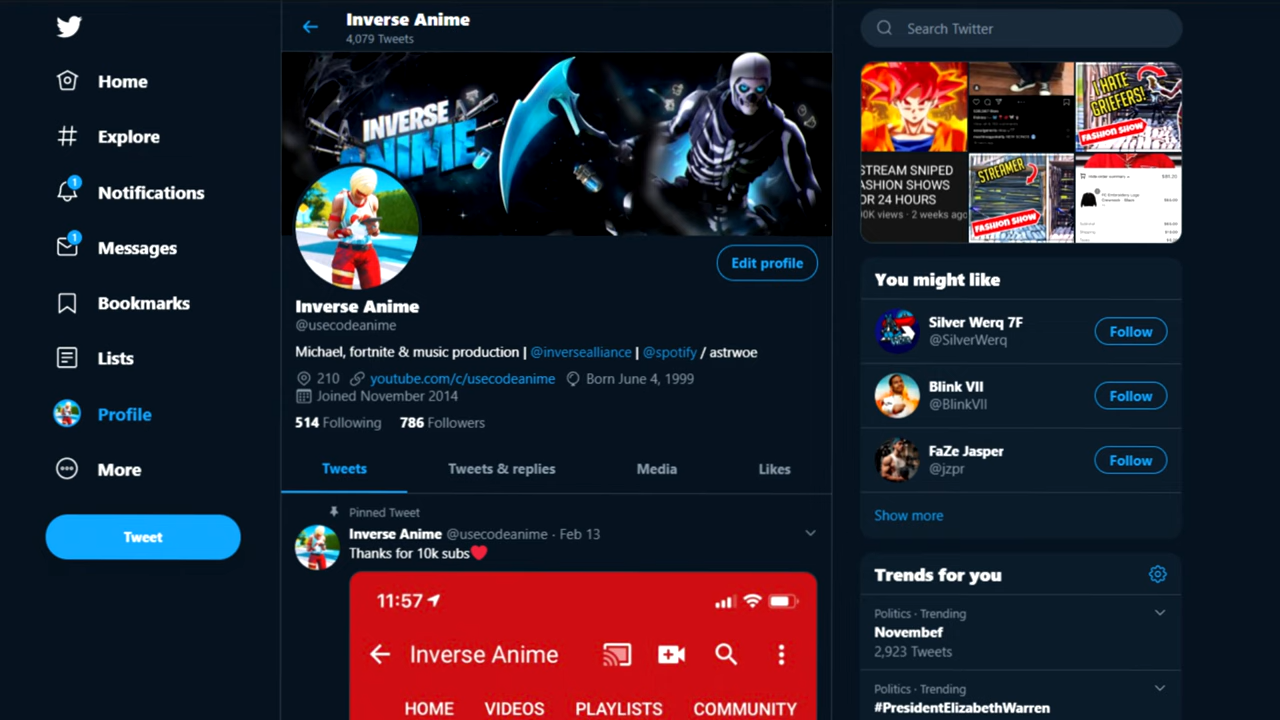 Home
Explore
1
Notifications
1
Messages
Bookmarks
Lists
Profile
More
Tweet
Inverse Anime
4,079 Tweets
INVERSE
ANIME
Edit profile
Inverse Anime
@usecodeanime
Michael, fortnite & music production | @inversealliance | @spotify / astrwoe
210 youtube.com/c/usecodeanime Born June 4, 1999
Joined November 2014
514 Following 786 Followers
Tweets Tweets & replies Media Likes
Pinned Tweet
Inverse Anime @usecodeanime · Feb 13
Thanks for 10k subs❤️
11:57
Inverse Anime
HOME VIDEOS PLAYLISTS COMMUNITY
Search Twitter
I HATE
GRIEFERS!
FASHION SHOW
STREAM SNIPED
ASHION SHOWS
OR 24 HOURS
00K views · 2 weeks ago
STREAMER
FASHION SHOW
You might like
Silver Werq 7F
@SilverWerq
Follow
Blink VII
@BlinkVII
Follow
FaZe Jasper
@jzpr
Follow
Show more
Trends for you
Politics · Trending
Novembef
2,923 Tweets
Politics · Trending
#PresidentElizabethWarren